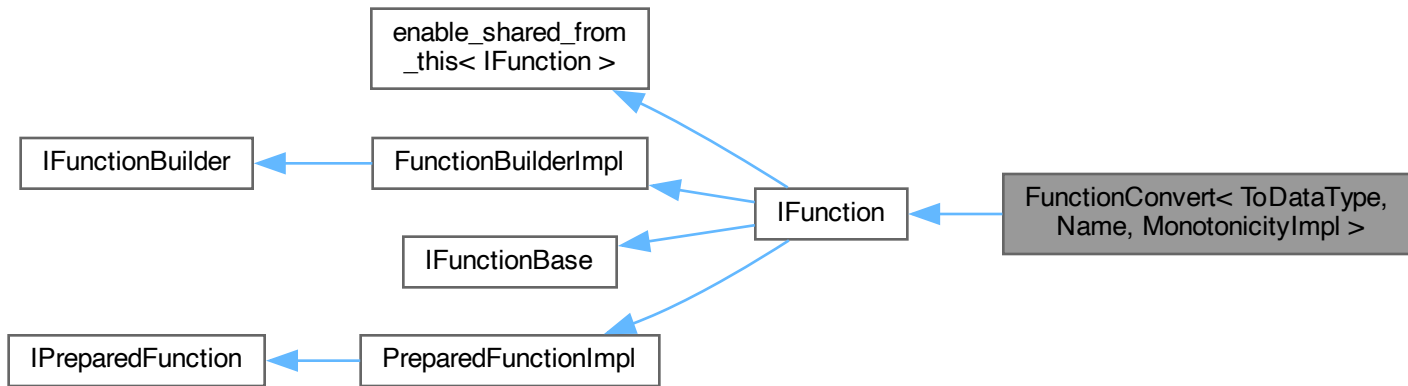 enable_shared_from
_this< IFunction >
IFunctionBuilder
FunctionBuilderImpl
IFunction
FunctionConvert< ToDataType,
Name, MonotonicityImpl >
IFunctionBase
IPreparedFunction
PreparedFunctionImpl